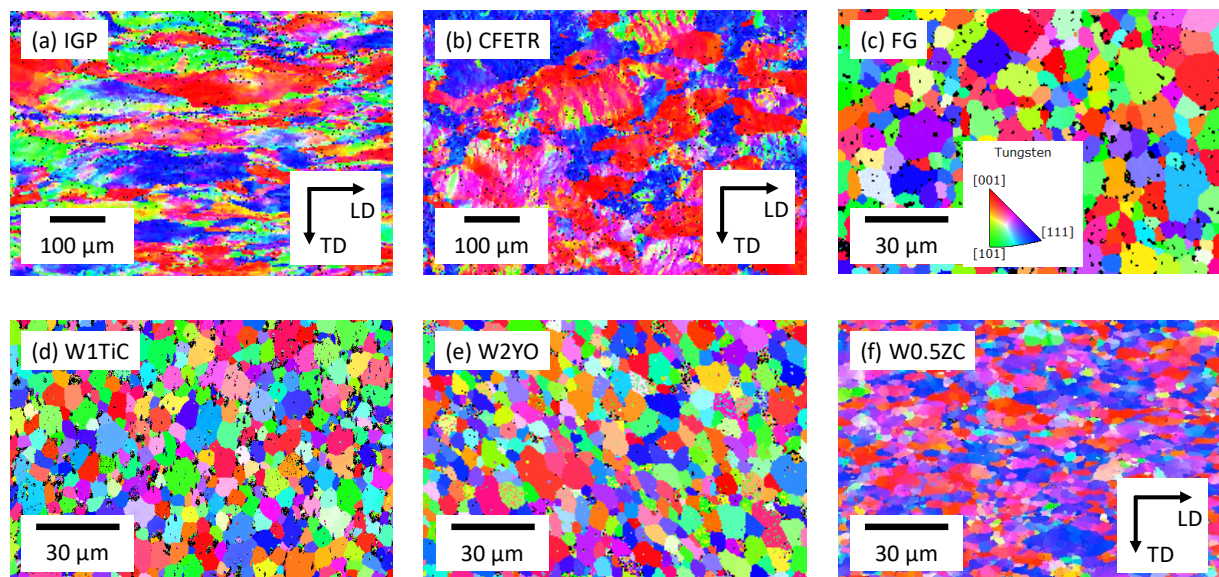 (a) IGP
LD
TD
100 µm
(b) CFETR
LD
TD
100 µm
(c) FG
Tungsten
[001]
[111]
[101]
30 µm
(d) W1TiC
30 µm
(e) W2YO
30 µm
(f) W0.5ZC
LD
TD
30 µm